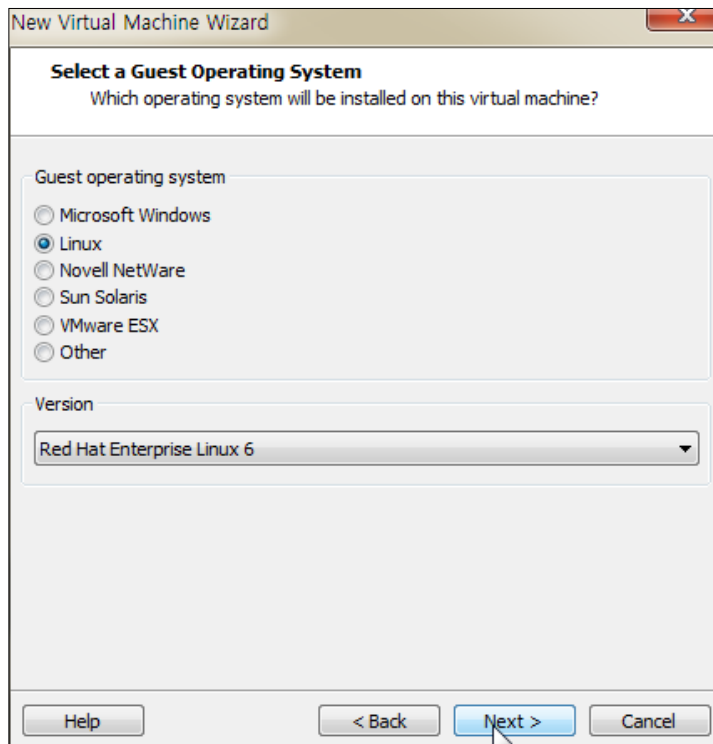 New Virtual Machine Wizard
Select a Guest Operating System
Which operating system will be installed on this virtual machine?
Guest operating system
Microsoft Windows
Linux
Novell NetWare
Sun Solaris
VMware ESX
Other
Version
Red Hat Enterprise Linux 6
Help
< Back
Next >
Cancel